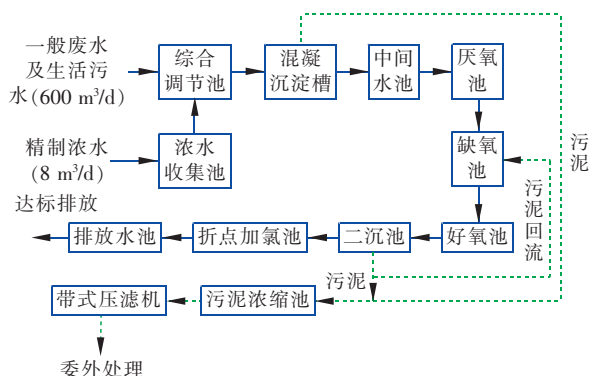 一般废水
及生活污
水(600 m³/d)
综合
调节池
混凝
沉淀槽
中间
水池
厌氧
池
精制浓水
(8 m³/d)
浓水
收集池
缺氧
池
污泥
污泥回流
达标排放
排放水池
折点加氯池
二沉池
好氧池
污泥
带式压滤机
污泥浓缩池
委外处理